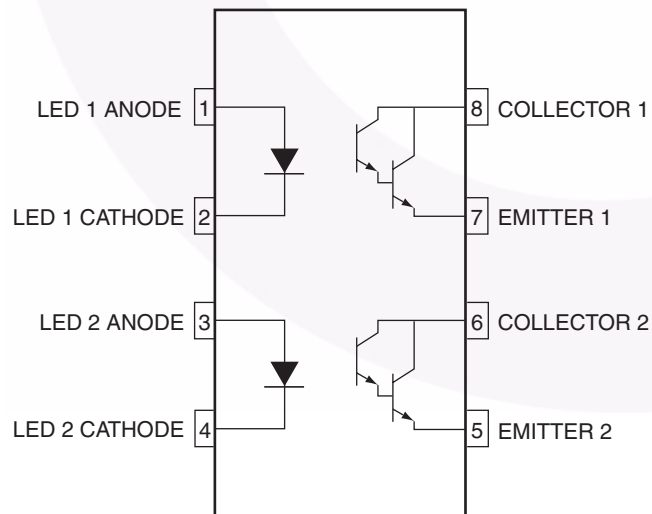 LED 1 ANODE 1 8 COLLECTOR 1
LED 1 CATHODE 2 7 EMITTER 1
LED 2 ANODE 3 6 COLLECTOR 2
LED 2 CATHODE 4 5 EMITTER 2